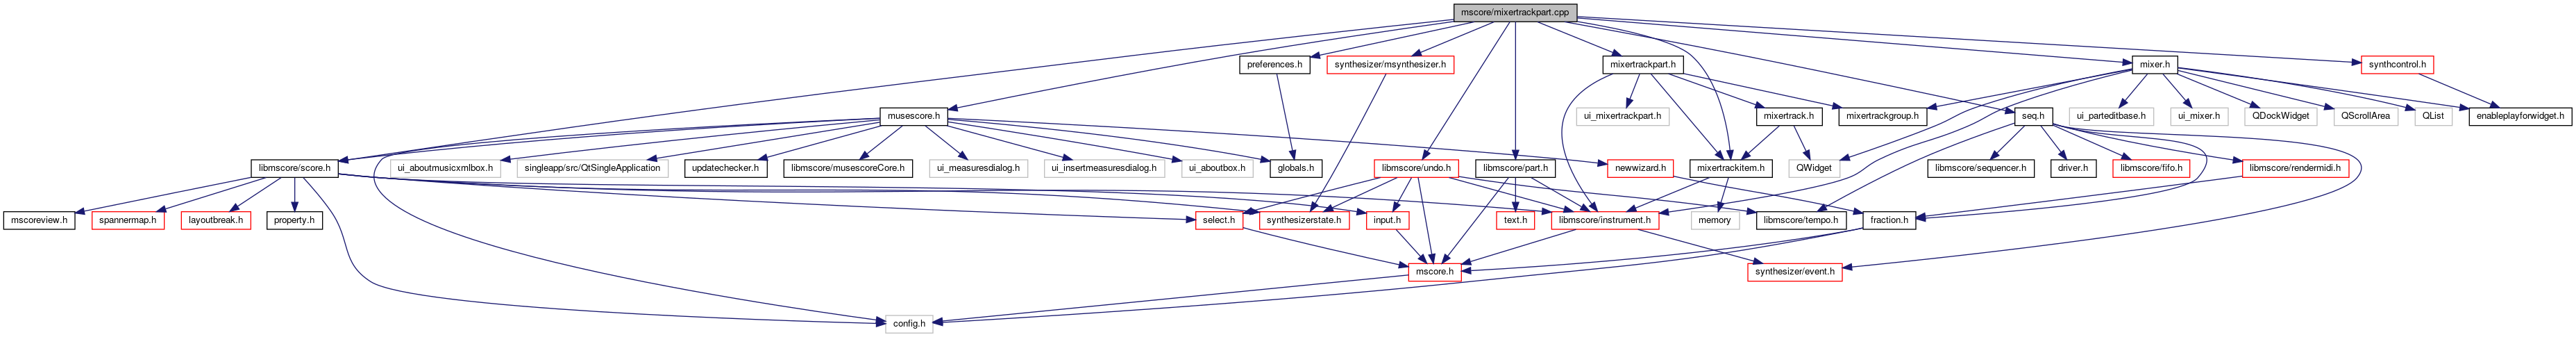 mscore/mixertrackpart.cpp
preferences.h
synthesizer/msynthesizer.h
mixertrackpart.h
mixer.h
synthcontrol.h
musescore.h
ui_mixertrackpart.h
mixertrack.h
mixertrackgroup.h
seq.h
ui_parteditbase.h
ui_mixer.h
QDockWidget
QScrollArea
QList
enableplayforwidget.h
libmscore/score.h
ui_aboutmusicxmlbox.h
singleapp/src/QtSingleApplication
updatechecker.h
libmscore/musescoreCore.h
ui_measuresdialog.h
ui_insertmeasuresdialog.h
ui_aboutbox.h
globals.h
libmscore/undo.h
libmscore/part.h
newwizard.h
mixertrackitem.h
QWidget
libmscore/sequencer.h
driver.h
libmscore/fifo.h
libmscore/rendermidi.h
mscoreview.h
spannermap.h
layoutbreak.h
property.h
select.h
synthesizerstate.h
input.h
text.h
libmscore/instrument.h
memory
libmscore/tempo.h
fraction.h
mscore.h
synthesizer/event.h
config.h